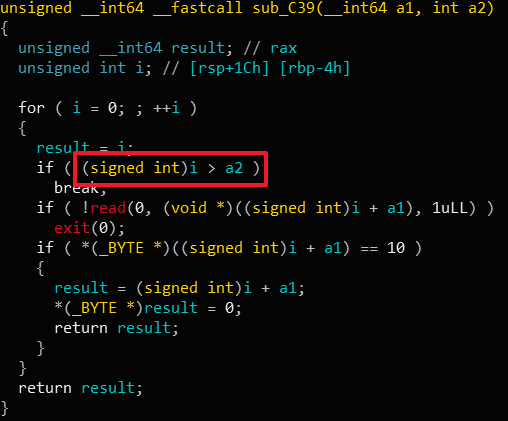 unsigned __int64 __fastcall sub_C39(__int64 a1, int a2)
{
  unsigned __int64 result; // rax
  unsigned int i; // [rsp+1Ch] [rbp-4h]

  for ( i = 0; ; ++i )
  {
    result = i;
    if ( (signed int)i > a2 )
      break;
    if ( !read(0, (void *)((signed int)i + a1), 1uLL) )
      exit(0);
    if ( *(_BYTE *)((signed int)i + a1) == 10 )
    {
      result = (signed int)i + a1;
      *(_BYTE *)result = 0;
      return result;
    }
  }
  return result;
}